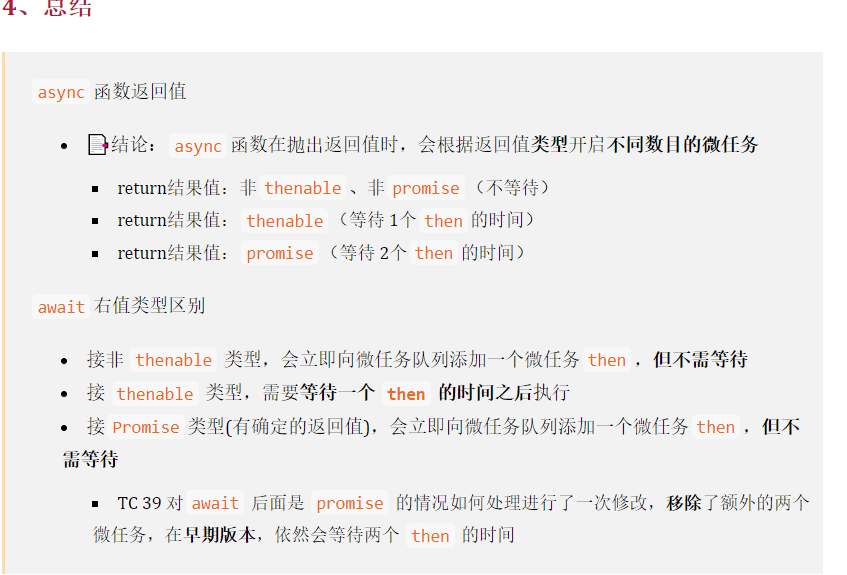 4、总结
async 函数返回值
结论： async 函数在抛出返回值时，会根据返回值类型开启不同数目的微任务
return结果值：非 thenable 、非 promise （不等待）
return结果值： thenable （等待 1个 then 的时间）
return结果值： promise （等待 2个 then 的时间）
await 右值类型区别
接非 thenable 类型，会立即向微任务队列添加一个微任务 then ，但不需等待
接 thenable 类型，需要等待一个 then 的时间之后执行
接 Promise 类型(有确定的返回值)，会立即向微任务队列添加一个微任务 then ，但不
需等待
TC 39 对 await 后面是 promise 的情况如何处理进行了一次修改，移除了额外的两个
微任务，在早期版本，依然会等待两个 then 的时间